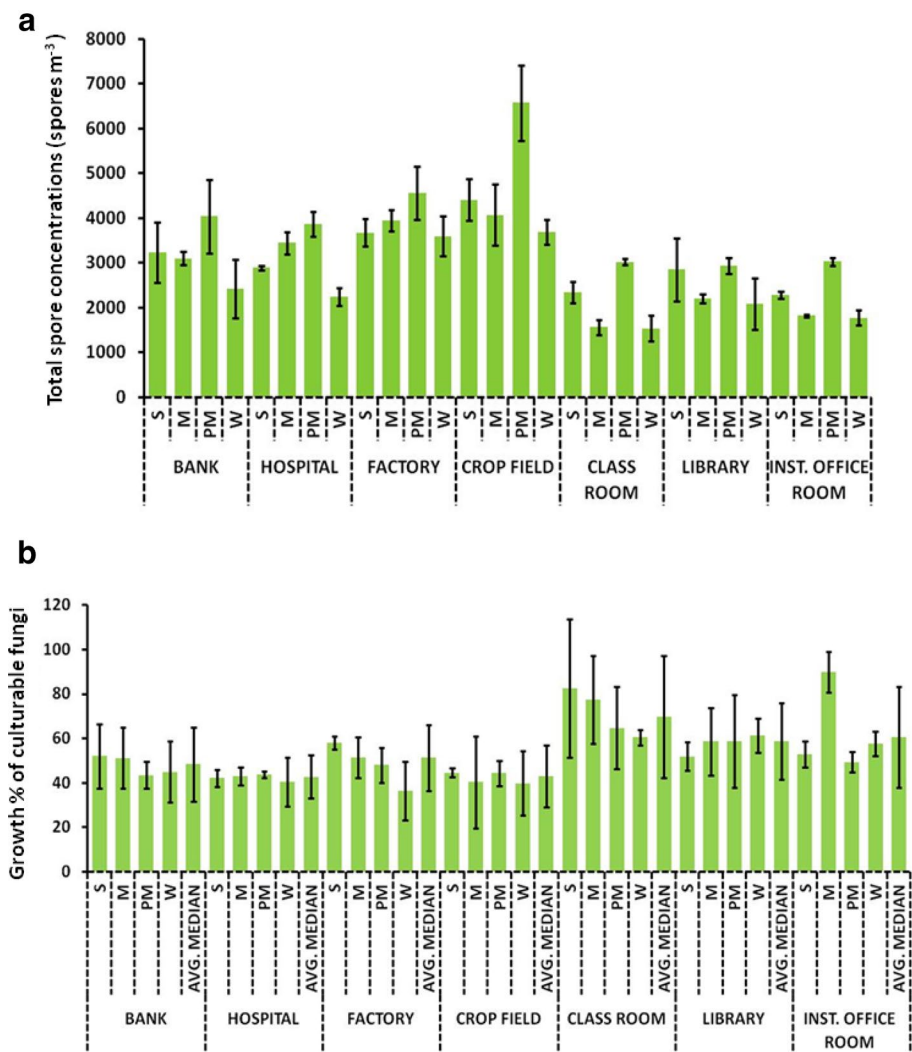 a
Total spore concentrations (spores m-3)
8000
7000
6000
5000
4000
3000
2000
1000
0
S M PM W S M PM W S M PM W S M PM W S M PM W S M PM W S M PM W
BANK HOSPITAL FACTORY CROP FIELD CLASS LIBRARY INST. OFFICE
ROOM ROOM
b
Growth % of culturable fungi
120
100
80
60
40
20
0
S M PM W AVG. MEDIAN S M PM W AVG. MEDIAN S M PM W AVG. MEDIAN S M PM W AVG. MEDIAN S M PM W AVG. MEDIAN S M PM W AVG. MEDIAN S M PM W AVG. MEDIAN
BANK HOSPITAL FACTORY CROP FIELD CLASS ROOM LIBRARY INST. OFFICE
ROOM